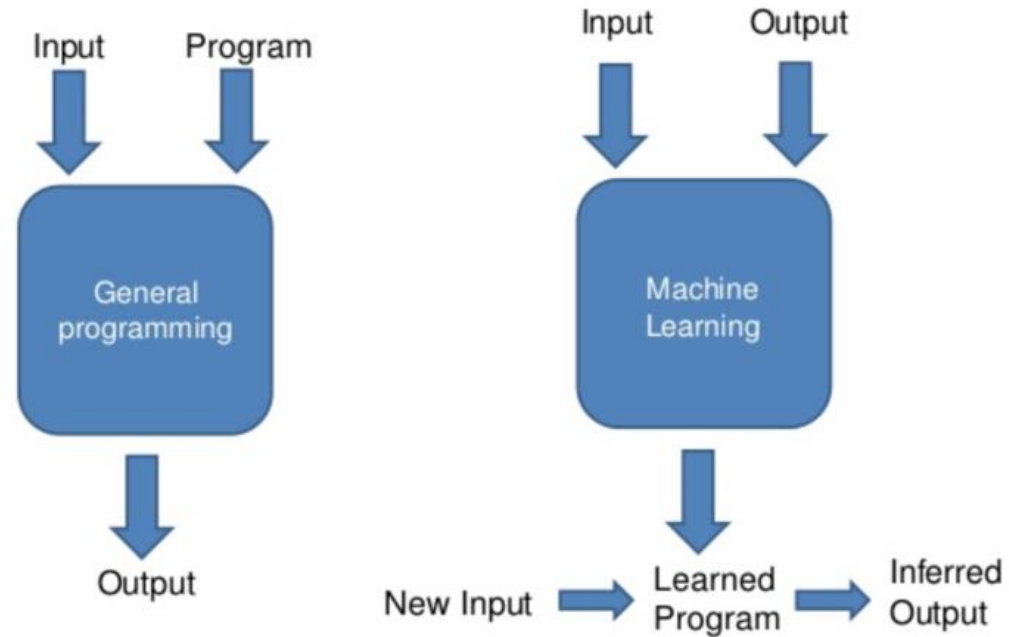 Input
Program
General
programming
Output
Input
Output
Machine
Learning
New Input
Learned
Program
Inferred
Output